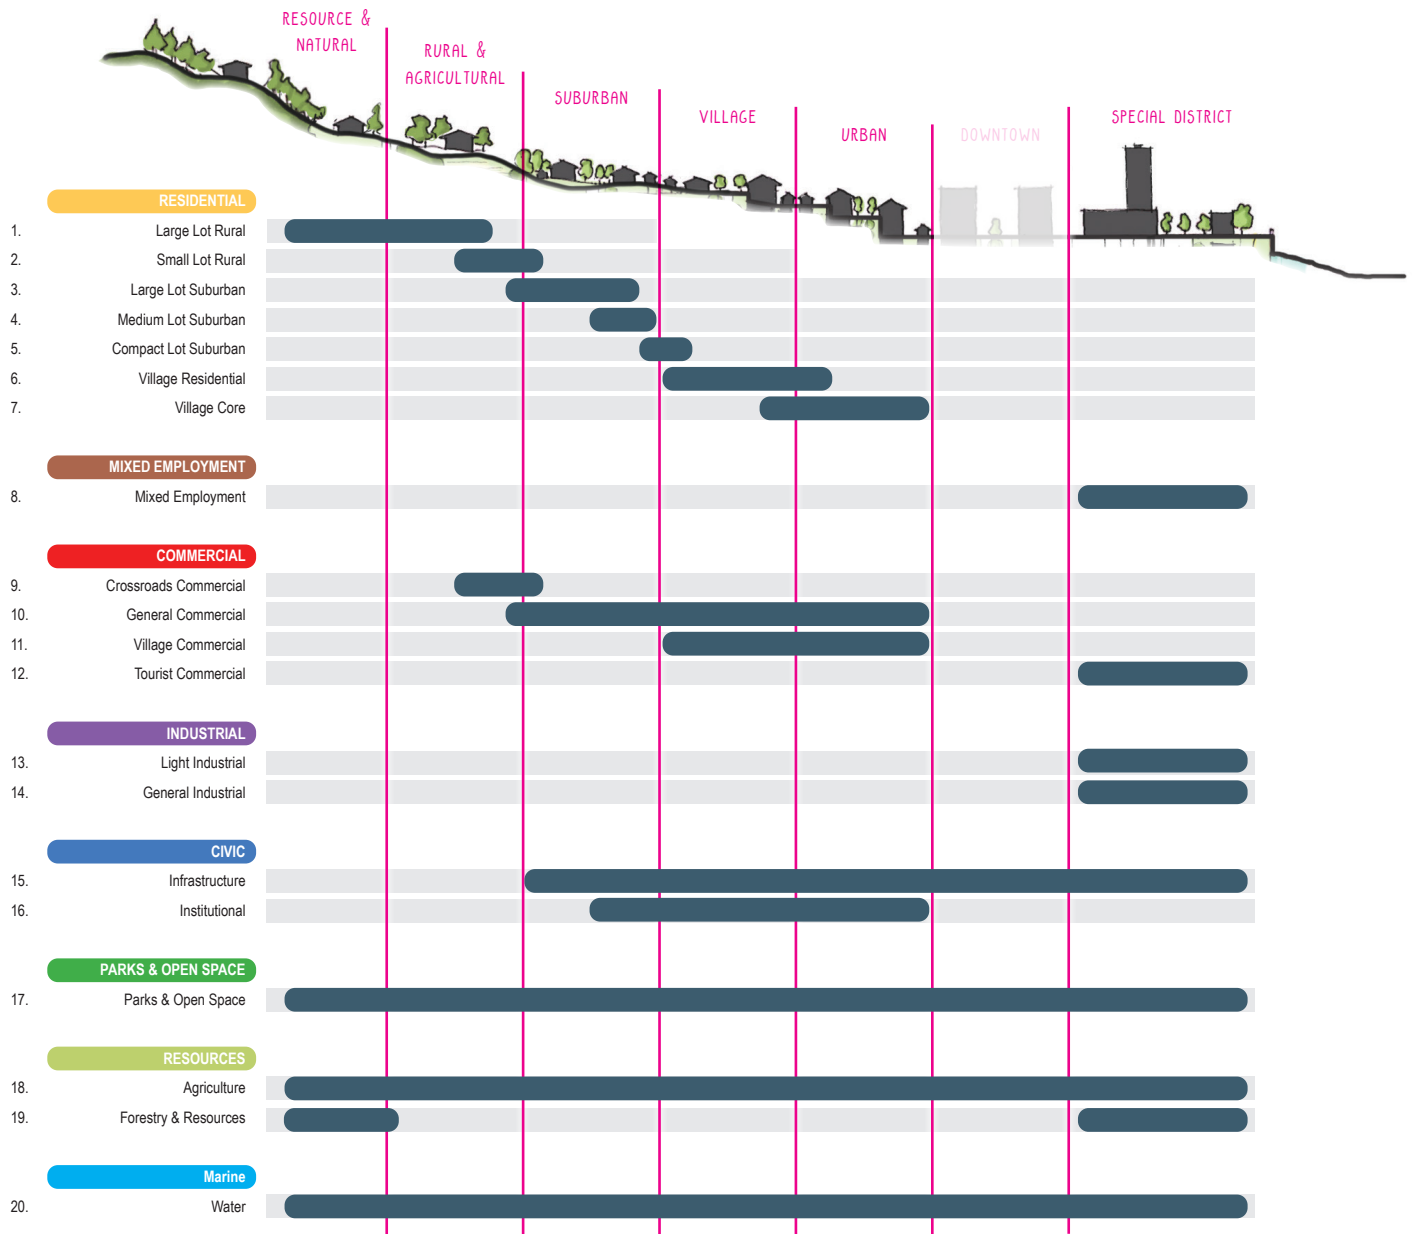 RESOURCE &
NATURAL
RURAL &
AGRICULTURAL
SUBURBAN
VILLAGE
URBAN
DOWNTOWN
SPECIAL DISTRICT
RESIDENTIAL
1. Large Lot Rural
2. Small Lot Rural
3. Large Lot Suburban
4. Medium Lot Suburban
5. Compact Lot Suburban
6. Village Residential
7. Village Core
MIXED EMPLOYMENT
8. Mixed Employment
COMMERCIAL
9. Crossroads Commercial
10. General Commercial
11. Village Commercial
12. Tourist Commercial
INDUSTRIAL
13. Light Industrial
14. General Industrial
CIVIC
15. Infrastructure
16. Institutional
PARKS & OPEN SPACE
17. Parks & Open Space
RESOURCES
18. Agriculture
19. Forestry & Resources
Marine
20. Water